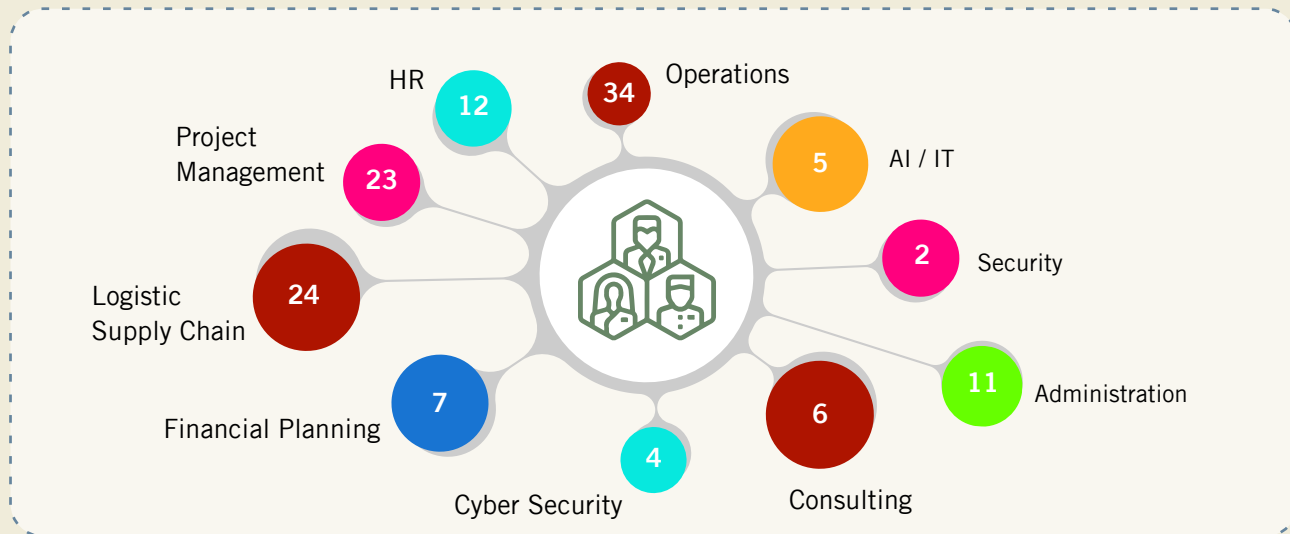 HR
12
34
Operations
Project
Management
23
5
AI / IT
2
Security
Logistic
Supply Chain
24
11
Administration
7
Financial Planning
6
4
Cyber Security
Consulting